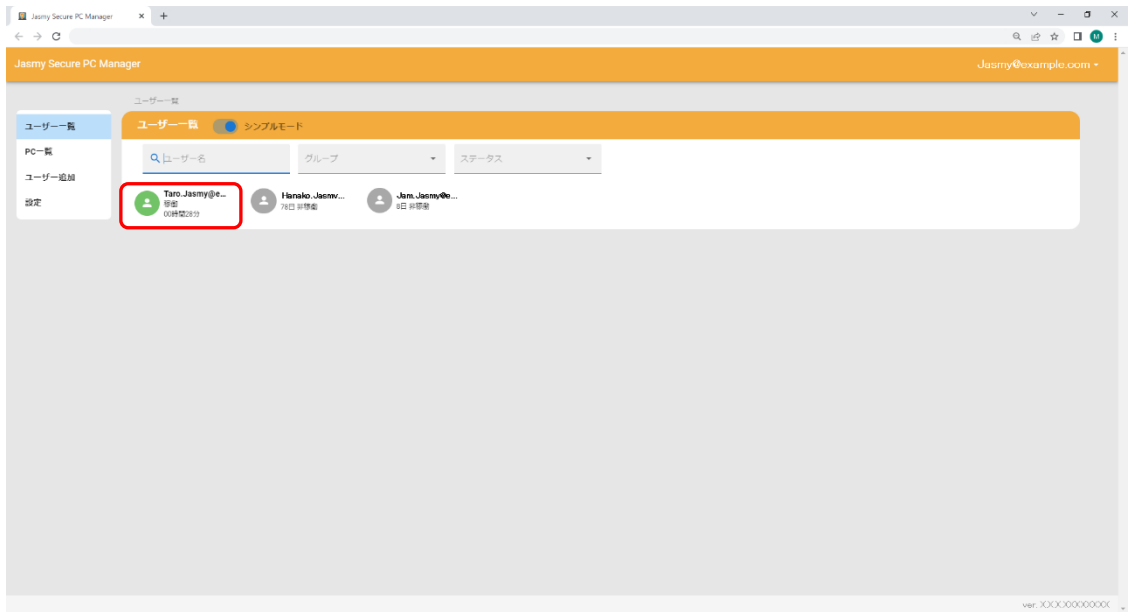 Jasmy Secure PC Manager
M
Jasmy Secure PC Manager
Jasmy@example.com
ユーザー一覧
ユーザー一覧
PC一覧
ユーザー追加
設定
ユーザー一覧 シンプルモード
ユーザー名 グループ ステータス
Taro.Jasmy@e...
稼働
00時間28分
Hanako.Jasmy...
78日 非稼働
Jam.Jasmy@e...
8日 非稼働
ver. XXXXXXXXXXX